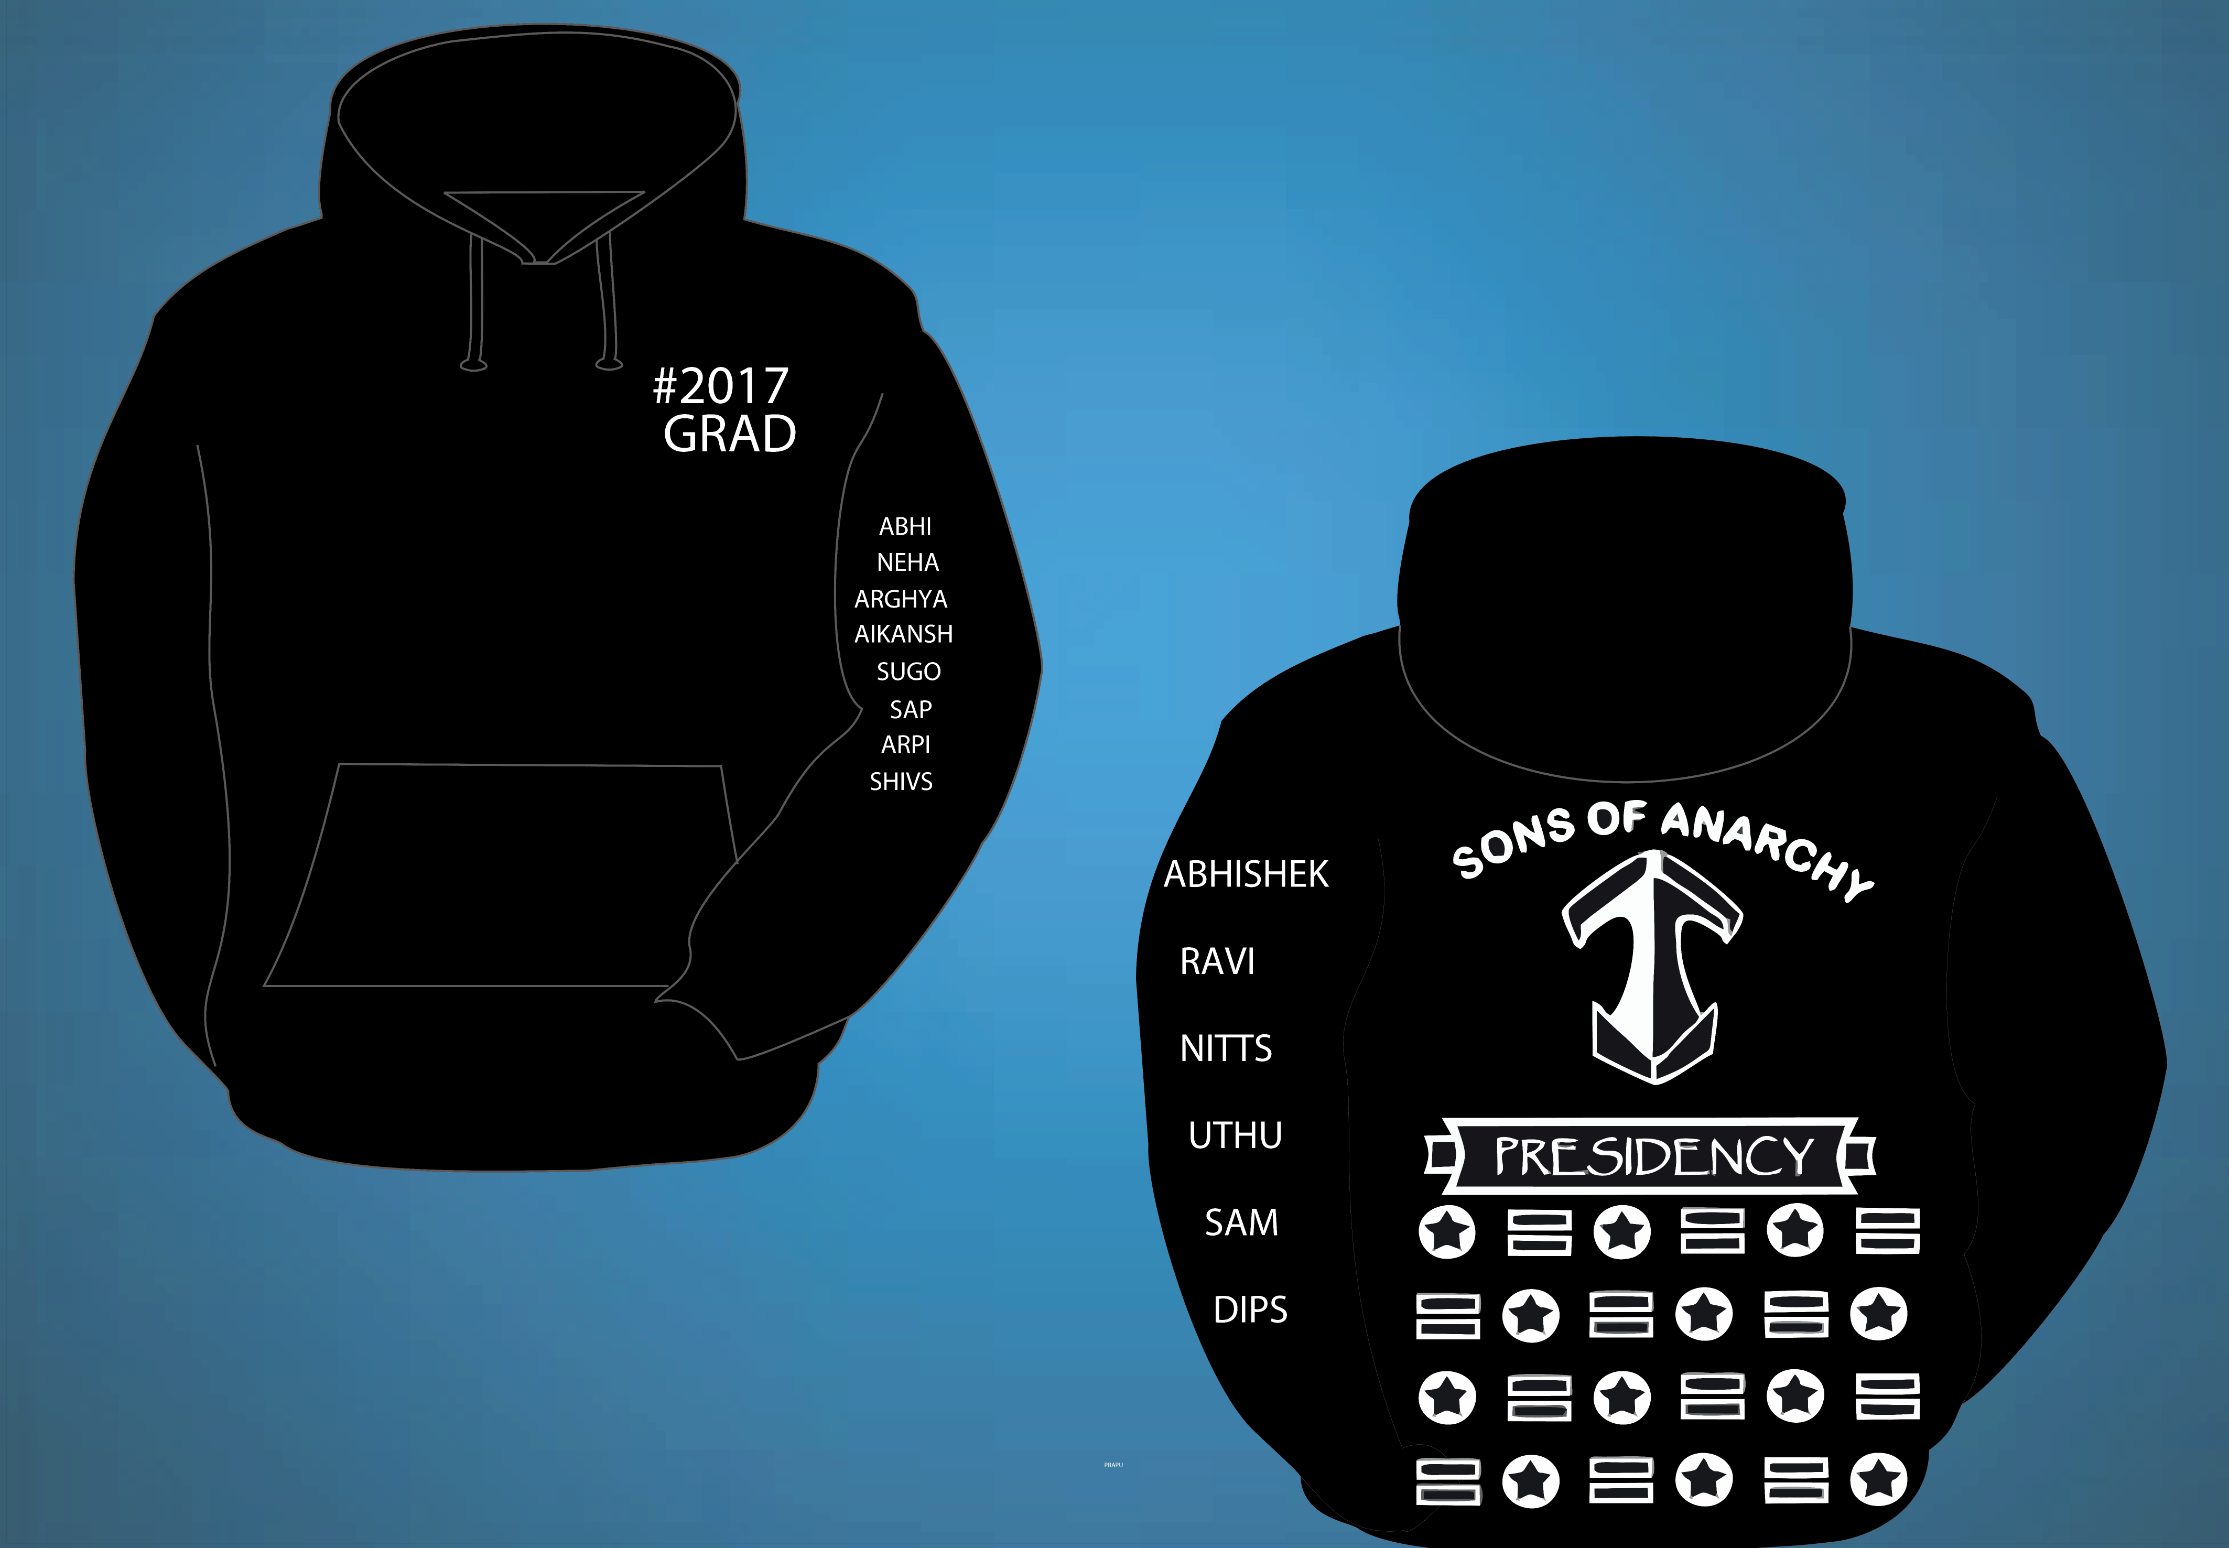 #2017
GRAD
ABHI
NEHA
ARGHYA
AIKANSH
SUGO
SAP
ARPI
SHIVS
SONS OF ANARCHY
ABHISHEK
RAVI
NITTS
UTHU
SAM
DIPS
PRESIDENCY
PRAPU